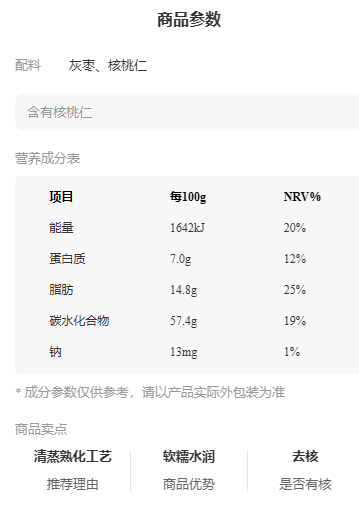 商品参数
配料 灰枣、核桃仁
含有核桃仁
营养成分表
项目 每100g NRV%
能量 1642kJ 20%
蛋白质 7.0g 12%
脂肪 14.8g 25%
碳水化合物 57.4g 19%
钠 13mg 1%
* 成分参数仅供参考，请以产品实际外包装为准
商品卖点
清蒸熟化工艺 软糯水润 去核
推荐理由 商品优势 是否有核